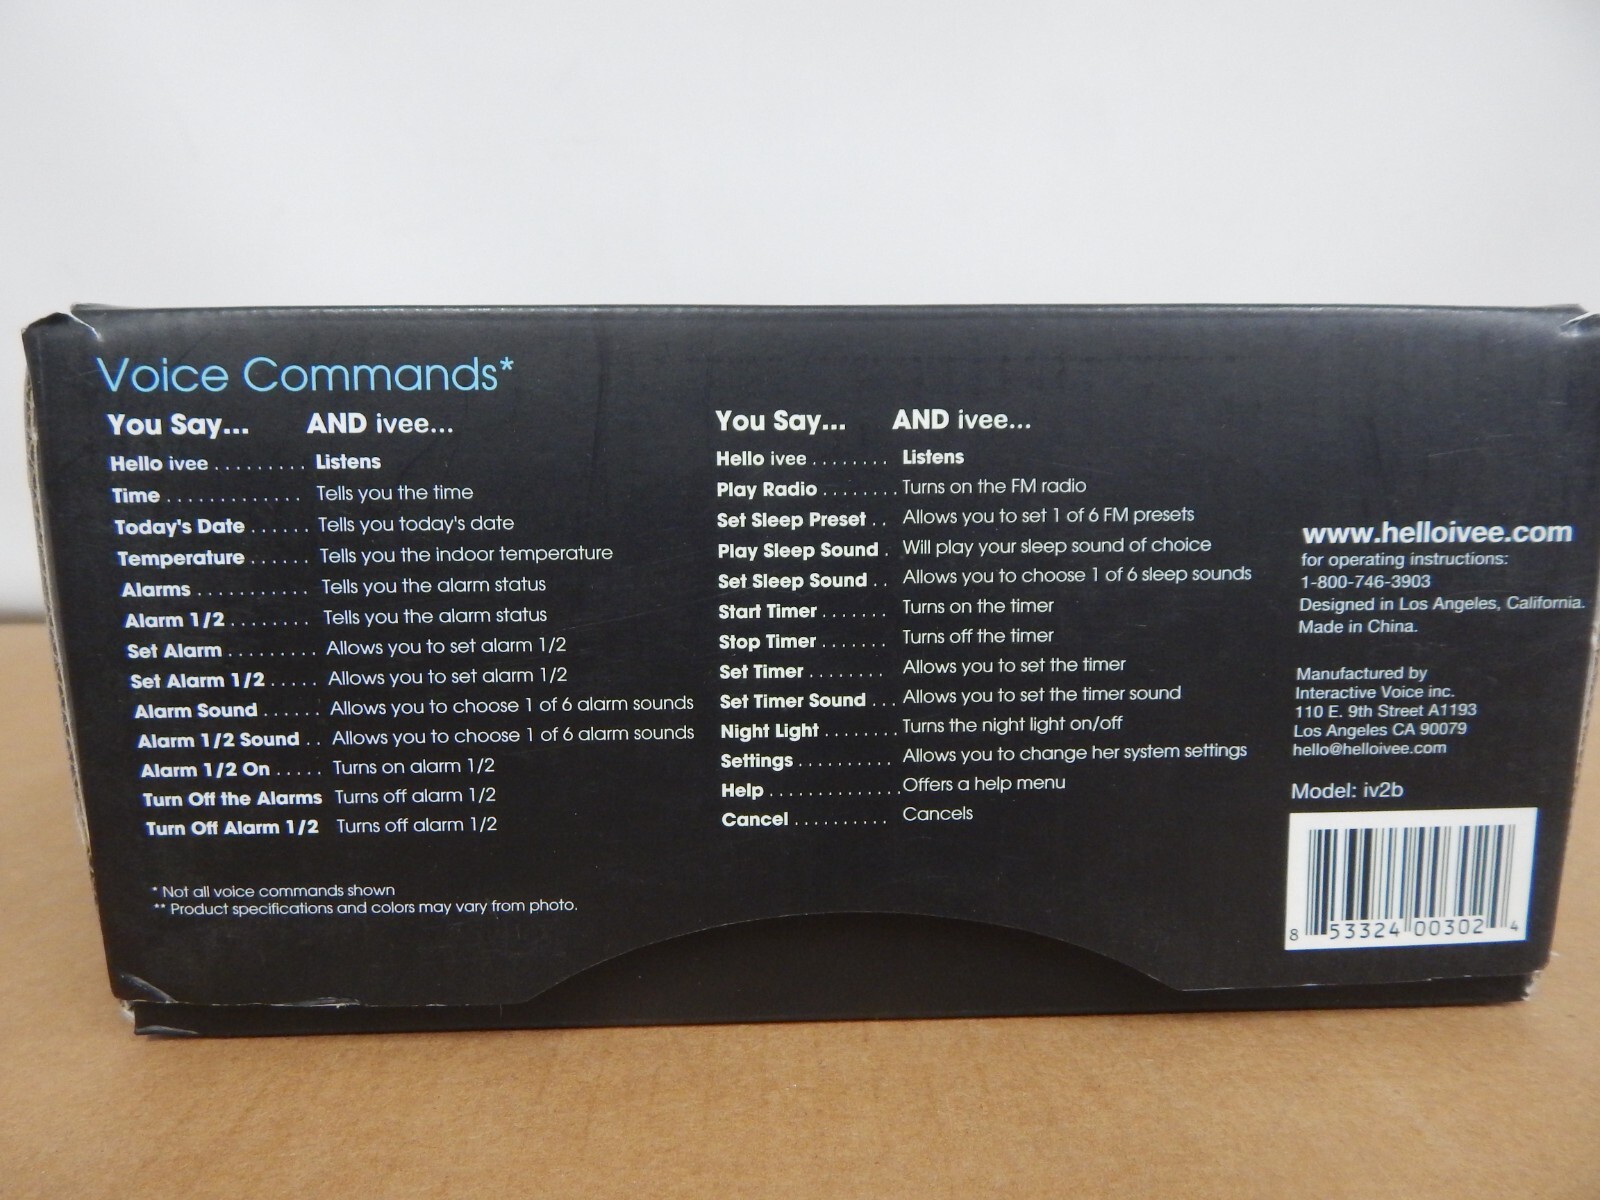 Voice Commands*
You Say... AND ivee...
Hello ivee ......... Listens
Time ............. Tells you the time
Today's Date ...... Tells you today's date
Temperature ...... Tells you the indoor temperature
Alarms ........... Tells you the alarm status
Alarm 1/2 ........ Tells you the alarm status
Set Alarm ......... Allows you to set alarm 1/2
Set Alarm 1/2 ..... Allows you to set alarm 1/2
Alarm Sound ...... Allows you to choose 1 of 6 alarm sounds
Alarm 1/2 Sound .. Allows you to choose 1 of 6 alarm sounds
Alarm 1/2 On ..... Turns on alarm 1/2
Turn Off the Alarms Turns off alarm 1/2
Turn Off Alarm 1/2 Turns off alarm 1/2
* Not all voice commands shown
** Product specifications and colors may vary from photo.
You Say... AND ivee...
Hello ivee ........ Listens
Play Radio ........ Turns on the FM radio
Set Sleep Preset .. Allows you to set 1 of 6 FM presets
Play Sleep Sound . Will play your sleep sound of choice
Set Sleep Sound .. Allows you to choose 1 of 6 sleep sounds
Start Timer ....... Turns on the timer
Stop Timer ....... Turns off the timer
Set Timer ........ Allows you to set the timer
Set Timer Sound ... Allows you to set the timer sound
Night Light ........ Turns the night light on/off
Settings .......... Allows you to change her system settings
Help .............. Offers a help menu
Cancel .......... Cancels
www.helloivee.com
for operating instructions:
1-800-746-3903
Designed in Los Angeles, California.
Made in China.
Manufactured by
Interactive Voice inc.
110 E. 9th Street A1193
Los Angeles CA 90079
hello@helloivee.com
Model: iv2b
8 53324 00302 4